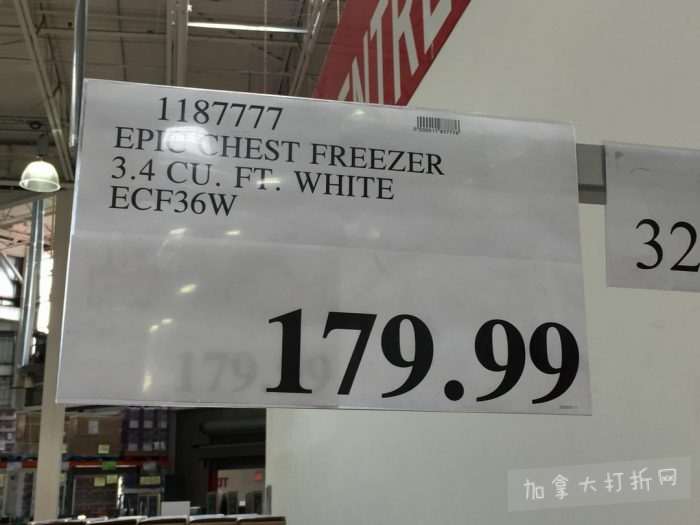 ENTRE
1187777
EPIC CHEST FREEZER
3.4 CU. FT. WHITE
ECF36W
179.99
32
加拿大打折网